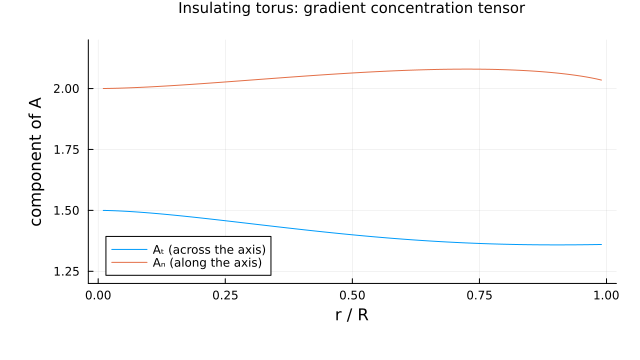 Insulating torus: gradient concentration tensor
component of A
2.00
1.75
1.50
1.25
Aₜ (across the axis)
Aₙ (along the axis)
0.00 0.25 0.50 0.75 1.00
r / R